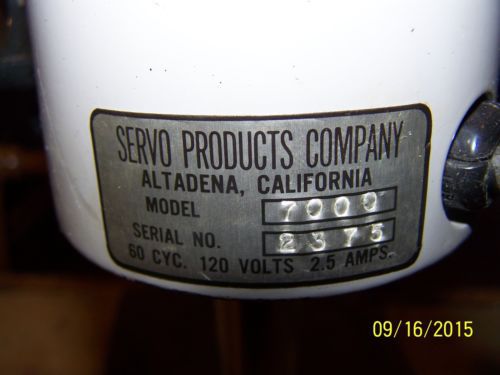 SERVO PRODUCTS COMPANY
ALTADENA, CALIFORNIA
MODEL 7000
SERIAL NO. 2375
60 CYC. 120 VOLTS 2.5 AMPS.
09/16/2015